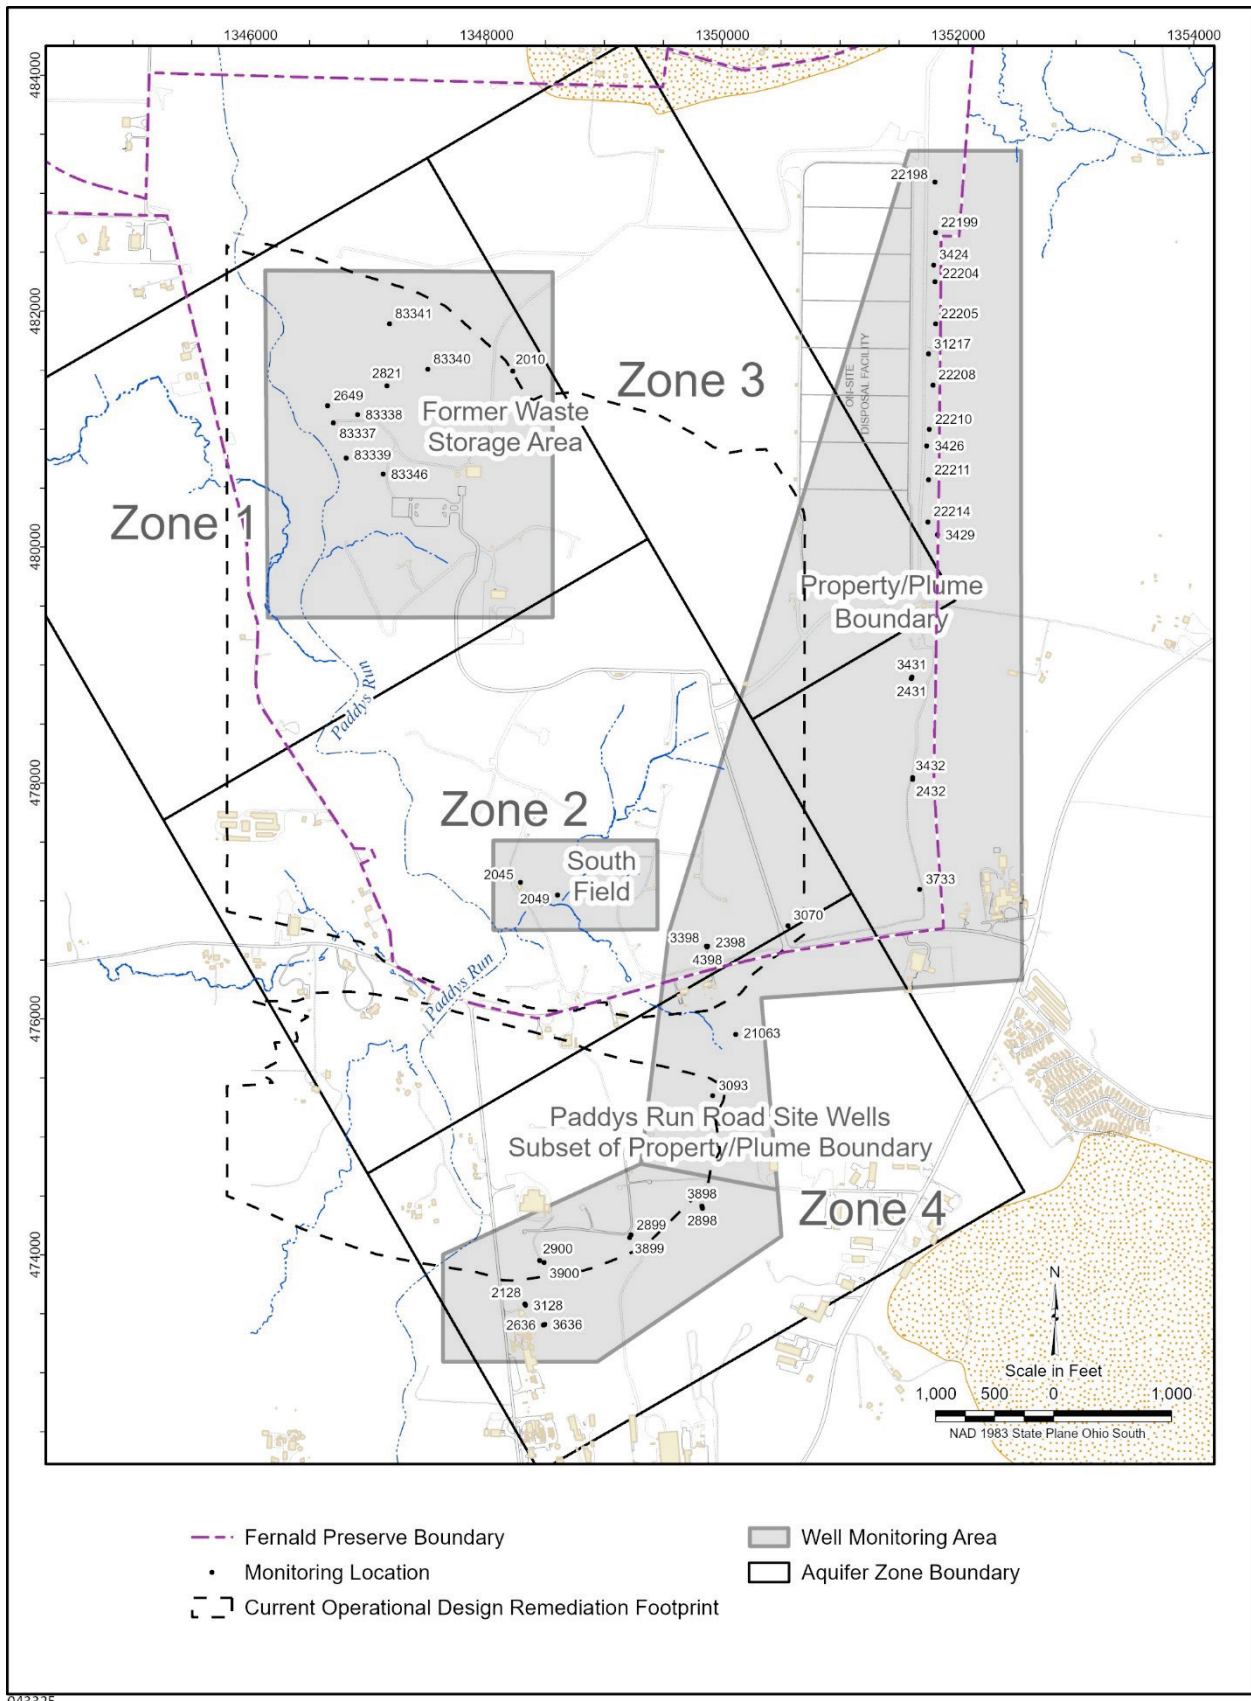 1346000
1348000
1350000
1352000
1354000
484000
482000
480000
478000
476000
474000
22198
22199
3424
22204
22205
31217
22208
22210
3426
22211
22214
3429
ON-SITE
DISPOSAL FACILITY
83341
83340
2010
2821
2649
83338
83337
83339
83346
Former Waste
Storage Area
Zone 3
Zone 1
Property/Plume
Boundary
3431
2431
Paddys Run
3432
2432
Zone 2
South
Field
2045
2049
3733
3070
3398
2398
4398
Paddys Run
21063
3093
Paddys Run Road Site Wells
Subset of Property/Plume Boundary
3898
2898
Zone 4
2899
3899
2900
3900
2128
3128
2636
3636
N
Scale in Feet
1,000 500 0 1,000
NAD 1983 State Plane Ohio South
Fernald Preserve Boundary
Monitoring Location
Current Operational Design Remediation Footprint
Well Monitoring Area
Aquifer Zone Boundary